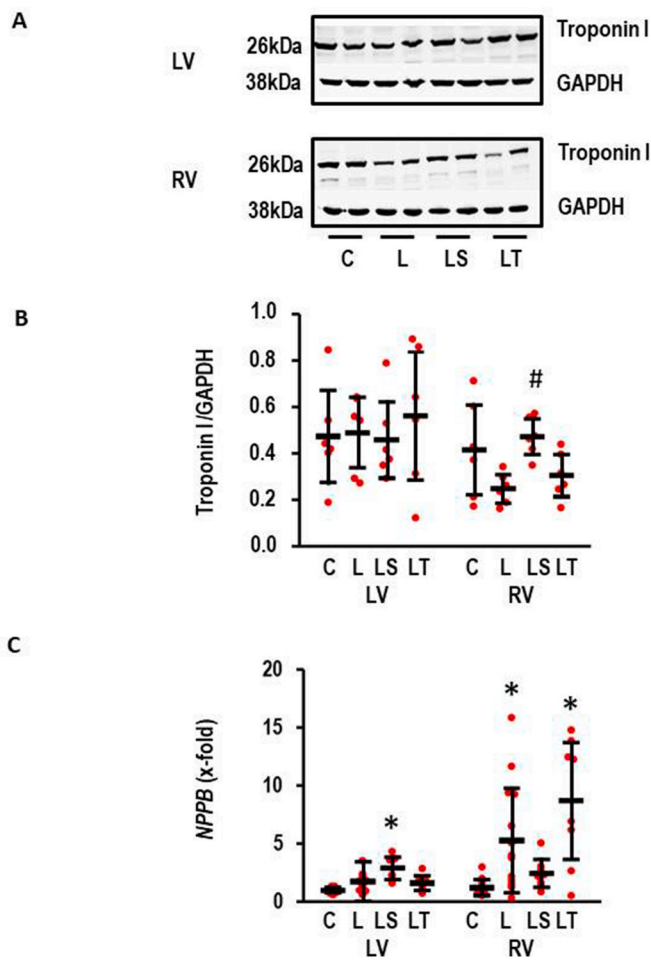 A
LV
26kDa
Troponin I
38kDa
GAPDH
RV
26kDa
Troponin I
38kDa
GAPDH
C L LS LT
B
Troponin I/GAPDH
1.0
0.8
0.6
0.4
0.2
0.0
#
C L LS LT C L LS LT
LV RV
C
NPPB (x-fold)
20
15
10
5
0
* * *
C L LS LT C L LS LT
LV RV